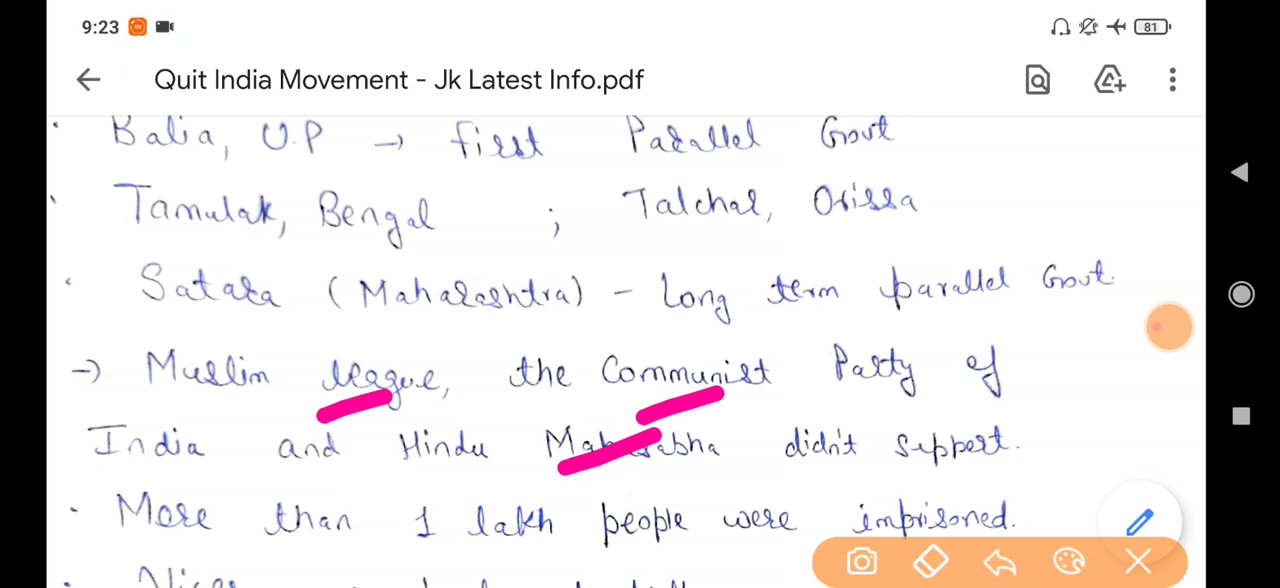 9:23
81
Quit India Movement - Jk Latest Info.pdf
• Balia, U.P → first Parallel Govt
• Tamulak, Bengal ; Talchar, Orissa
• Satara (Maharashtra) - Long term parallel Govt.
→ Muslim league, the Communist Party of
India and Hindu Mahasabha didn't support.
• More than 1 lakh people were imprisoned.